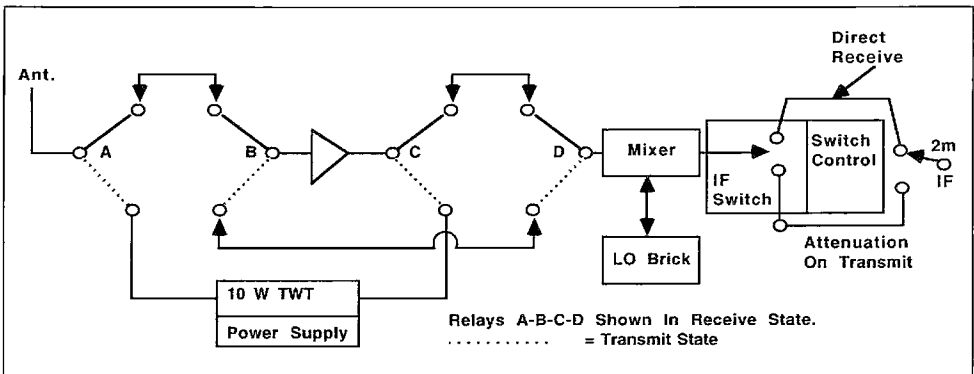 Direct
Receive
Ant.
A
B
C
D
Mixer
Switch
Control
2m
IF
IF
Switch
LO Brick
Attenuation
On Transmit
10 W TWT
Power Supply
Relays A-B-C-D Shown In Receive State.
.......... = Transmit State